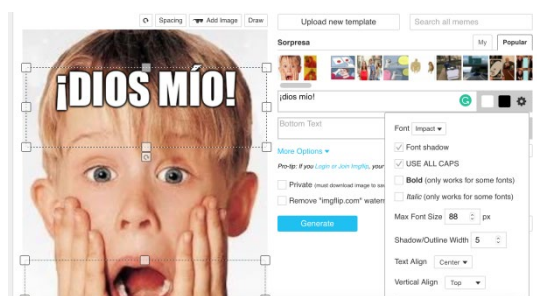 Spacing Add Image Draw
¡DIOS MÍO!
Upload new template Search all memes
Sorpresa My Popular
¡dios mío!
Bottom Text
More Options
Pro-tip: If you Login or Join Imgflip, your
Private (must download image to se
Remove "imgflip.com" water
Generate
Font Impact
Font shadow
USE ALL CAPS
Bold (only works for some fonts)
Italic (only works for some fonts)
Max Font Size 88 px
Shadow/Outline Width 5
Text Align Center
Vertical Align Top